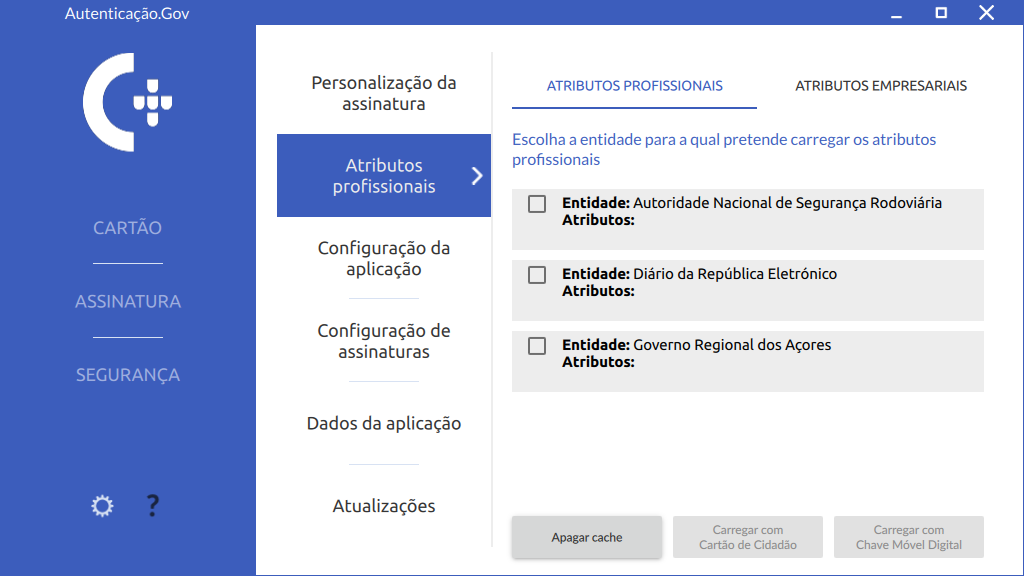 Autenticação.Gov
CARTÃO
ASSINATURA
SEGURANÇA
?
Personalização da
assinatura
Atributos
profissionais
Configuração da
aplicação
Configuração de
assinaturas
Dados da aplicação
Atualizações
ATRIBUTOS PROFISSIONAIS
ATRIBUTOS EMPRESARIAIS
Escolha a entidade para a qual pretende carregar os atributos
profissionais
Entidade: Autoridade Nacional de Segurança Rodoviária
Atributos:
Entidade: Diário da República Eletrónico
Atributos:
Entidade: Governo Regional dos Açores
Atributos:
Apagar cache
Carregar com
Cartão de Cidadão
Carregar com
Chave Móvel Digital